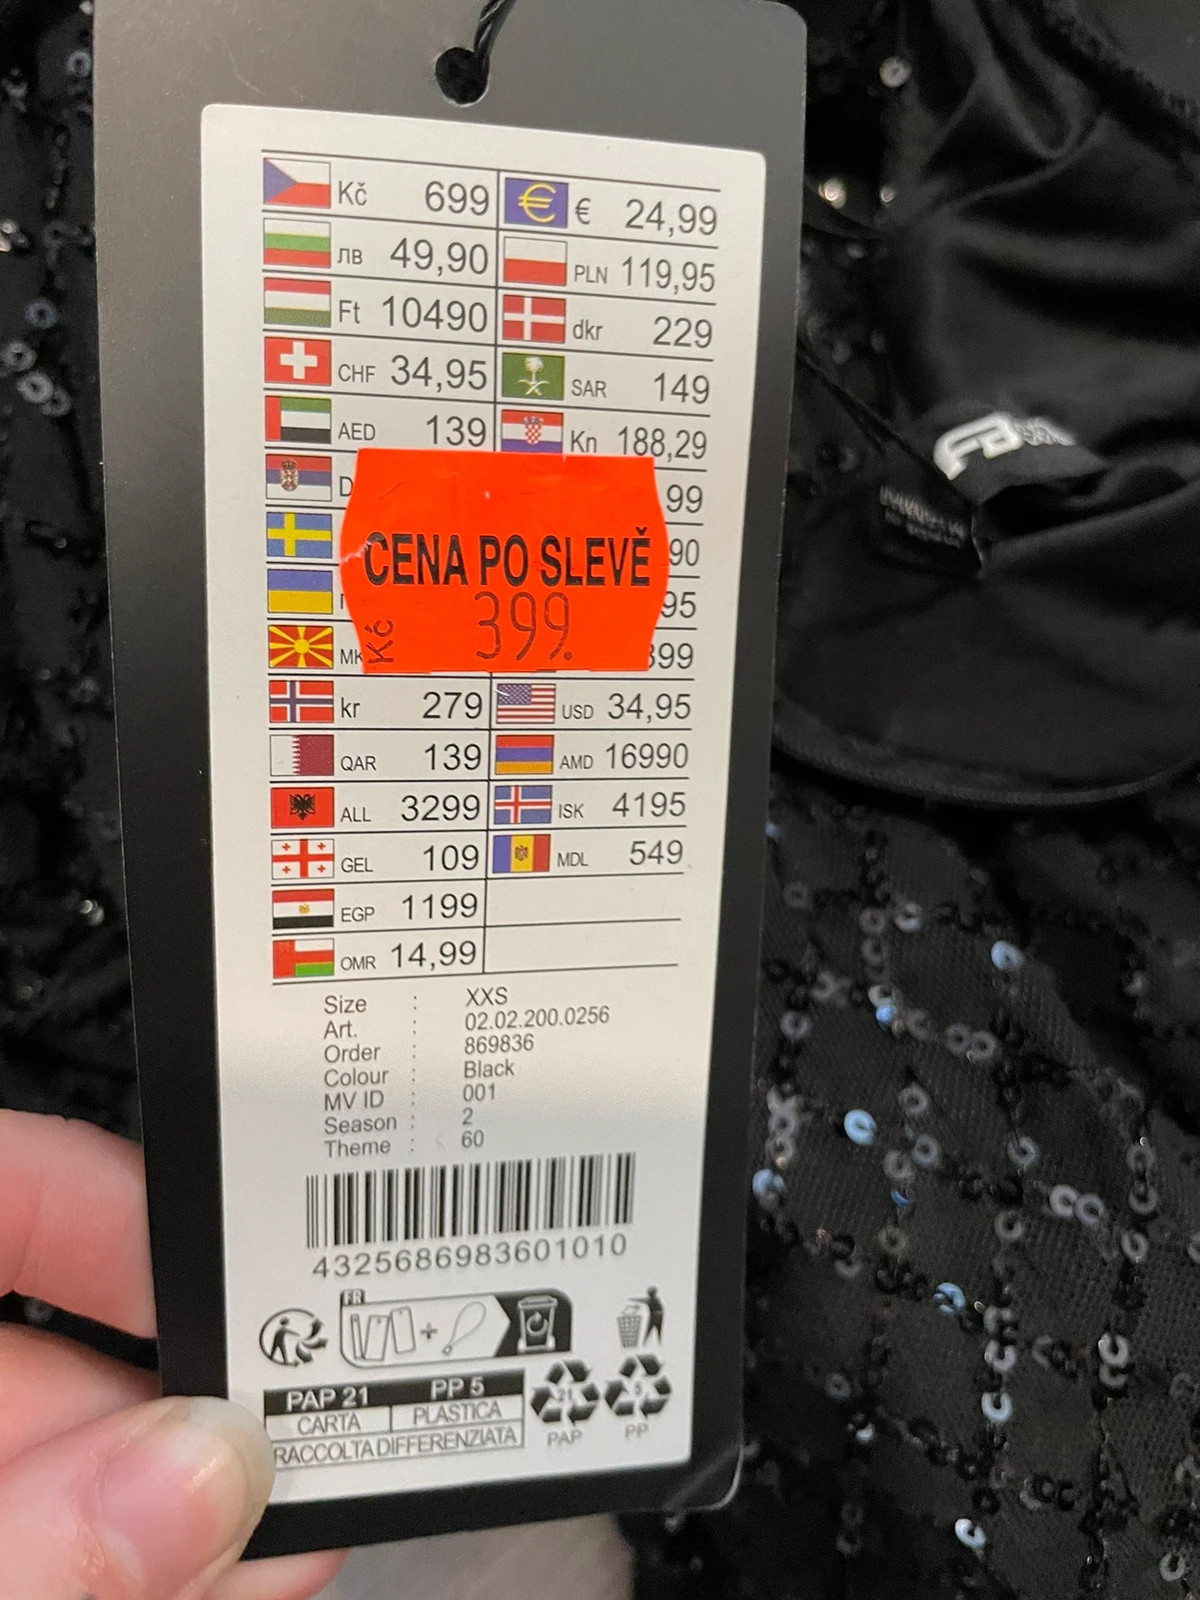 Kč 699 € 24,99
лв 49,90 PLN 119,95
Ft 10490 dkr 229
CHF 34,95 SAR 149
AED 139 Kn 188,29
D 99
90
95
MK 399
CENA PO SLEVĚ
Kč 399.
kr 279 USD 34,95
QAR 139 AMD 16990
ALL 3299 ISK 4195
GEL 109 MDL 549
EGP 1199
OMR 14,99
Size : XXS
Art. : 02.02.200.0256
Order : 869836
Colour : Black
MV ID : 001
Season : 2
Theme : 60
4325686983601010
FR
+
PAP 21 PP 5
CARTA PLASTICA
RACCOLTA DIFFERENZIATA
21 5
PAP PP
FB